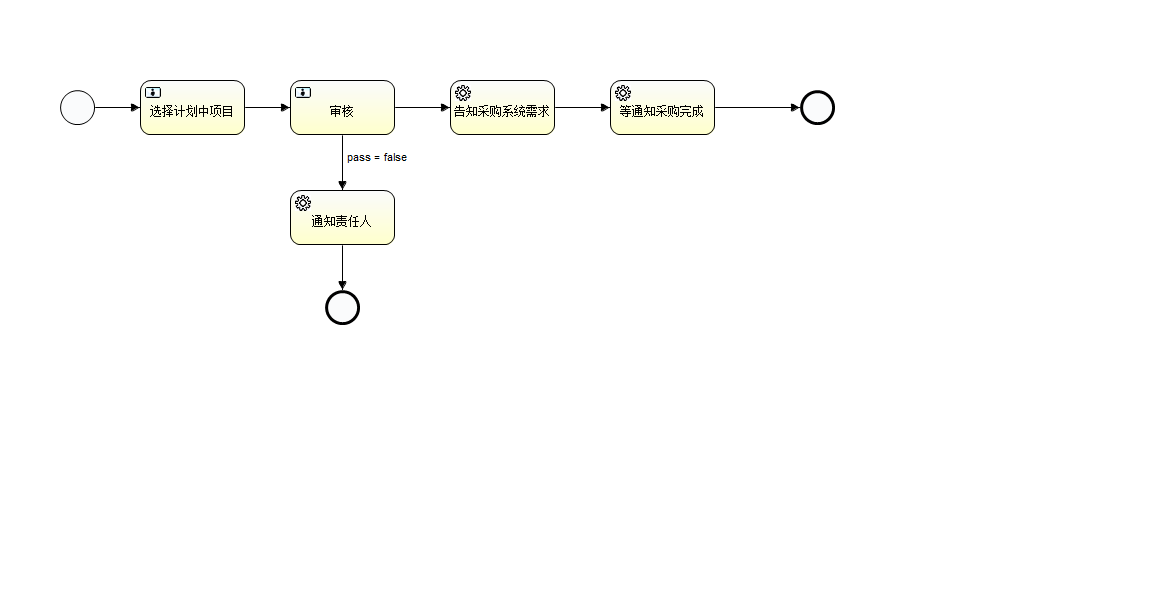 选择计划中项目
审核
告知采购系统需求
等通知采购完成
pass = false
通知责任人